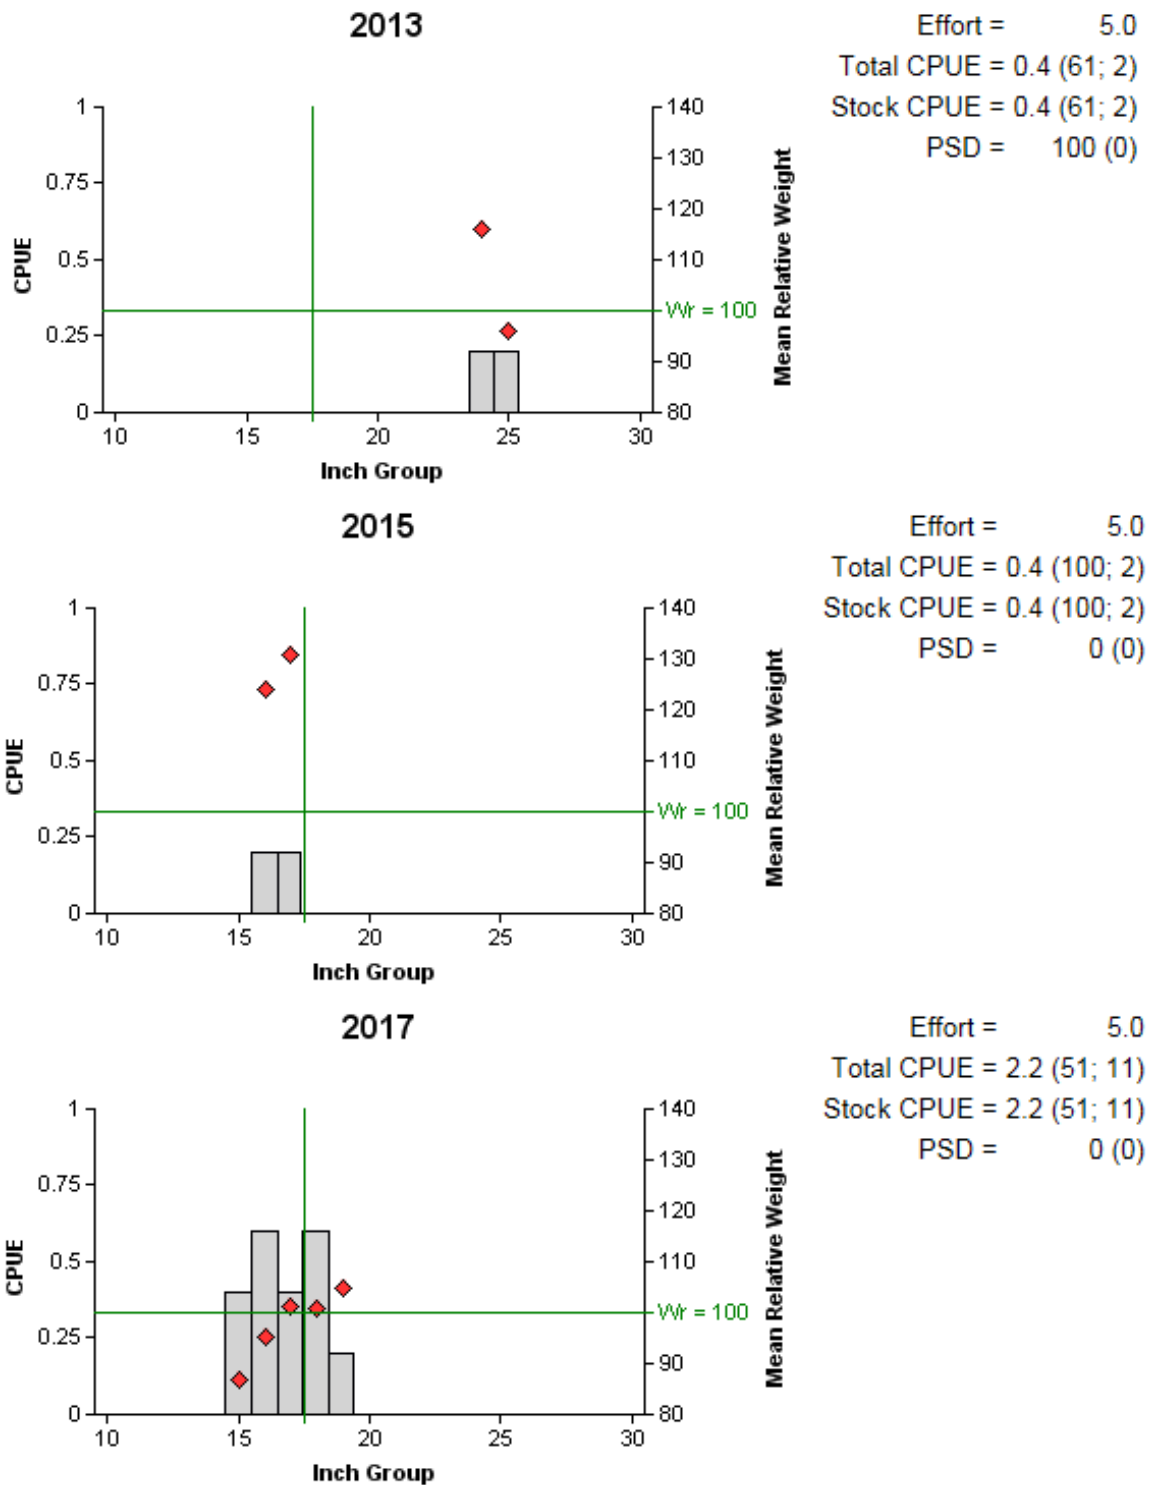 2013
Effort = 5.0
Total CPUE = 0.4 (61; 2)
Stock CPUE = 0.4 (61; 2)
PSD = 100 (0)
CPUE
1
0.75
0.5
0.25
0
140
130
120
110
Wr = 100
90
80
Mean Relative Weight
10 15 20 25 30
Inch Group
2015
Effort = 5.0
Total CPUE = 0.4 (100; 2)
Stock CPUE = 0.4 (100; 2)
PSD = 0 (0)
CPUE
1
0.75
0.5
0.25
0
140
130
120
110
Wr = 100
90
80
Mean Relative Weight
10 15 20 25 30
Inch Group
2017
Effort = 5.0
Total CPUE = 2.2 (51; 11)
Stock CPUE = 2.2 (51; 11)
PSD = 0 (0)
CPUE
1
0.75
0.5
0.25
0
140
130
120
110
Wr = 100
90
80
Mean Relative Weight
10 15 20 25 30
Inch Group